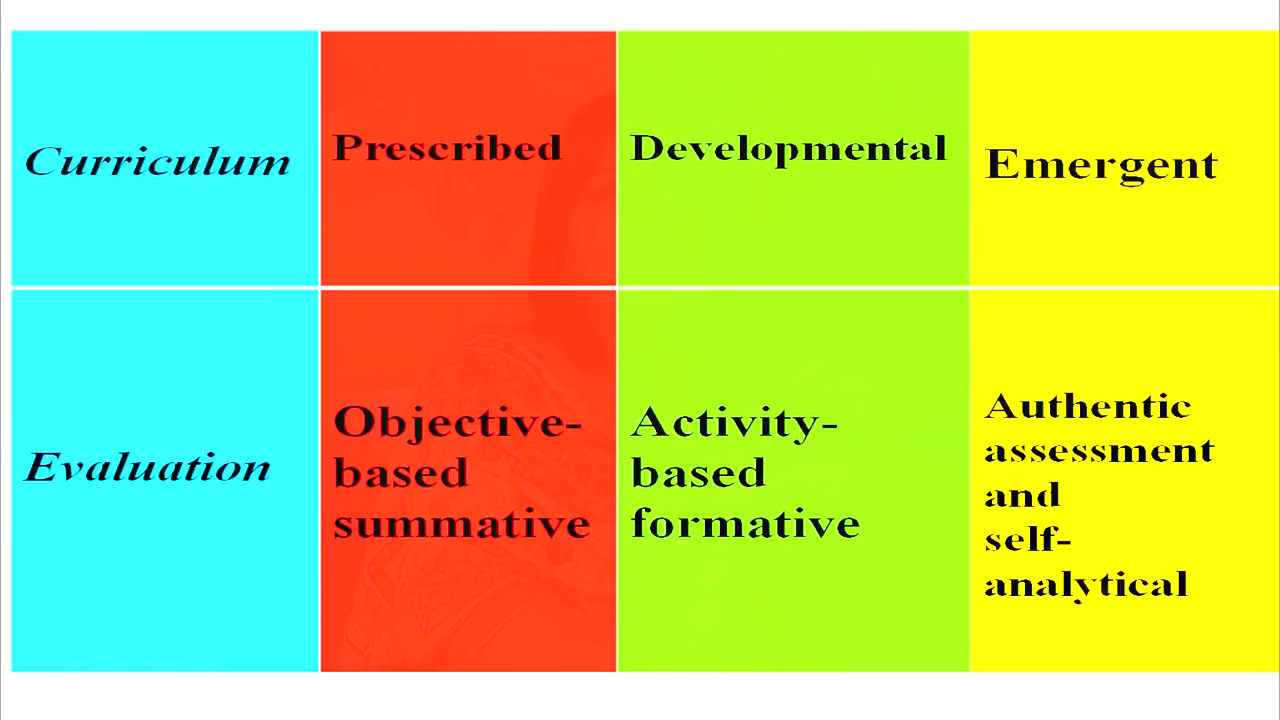 Curriculum
Prescribed
Developmental
Emergent
Evaluation
Objective-
based
summative
Activity-
based
formative
Authentic
assessment
and
self-
analytical